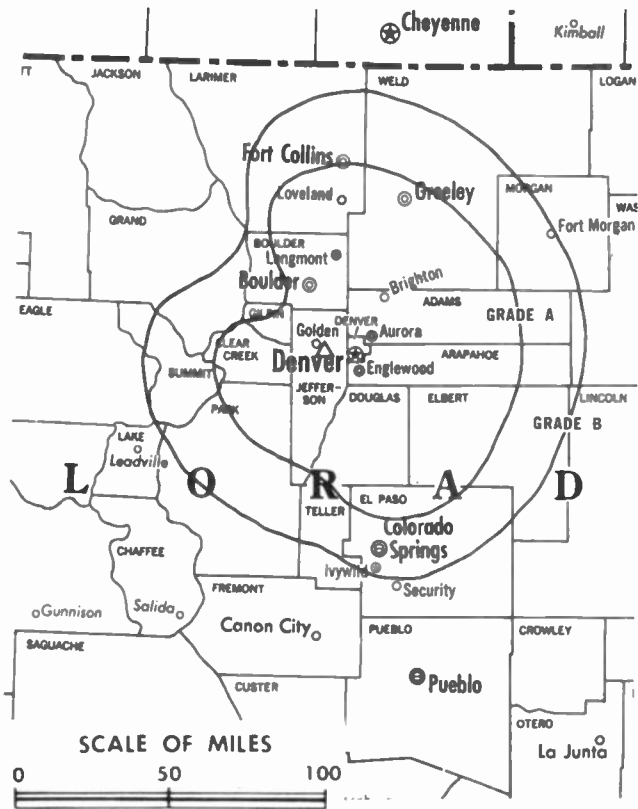 Cheyenne
Kimball
JACKSON
LARIMER
WELD
LOGAN
Fort Collins
Loveland
Greeley
MORGAN
WAS
Fort Morgan
GRAND
BOULDER
Longmont
Boulder
Brighton
EAGLE
GILPIN
ADAMS
GRADE A
DENVER
Golden
Aurora
CLEAR
CREEK
Denver
ARAPAHOE
Englewood
SUMMIT
JEFFER-
SON
DOUGLAS
ELBERT
LINCOLN
PARK
GRADE B
LAKE
Leadville
L O R A D
TELLER
EL PASO
Colorado
Springs
CHAFFEE
Ivywild
FREMONT
Security
Gunnison
Salida
Canon City
PUEBLO
CROWLEY
SAGUACHE
CUSTER
Pueblo
OTERO
La Junta
SCALE OF MILES
0 50 100